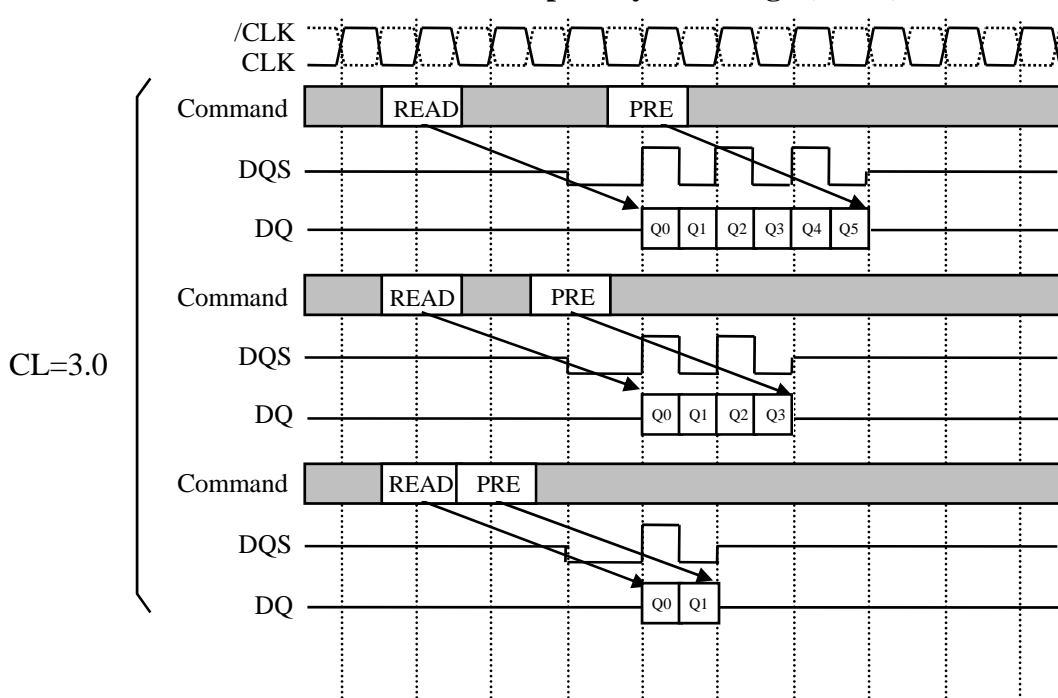 /CLK
CLK
Command READ PRE
DQS
DQ Q0 Q1 Q2 Q3 Q4 Q5
Command READ PRE
CL=3.0
DQS
DQ Q0 Q1 Q2 Q3
Command READ PRE
DQS
DQ Q0 Q1